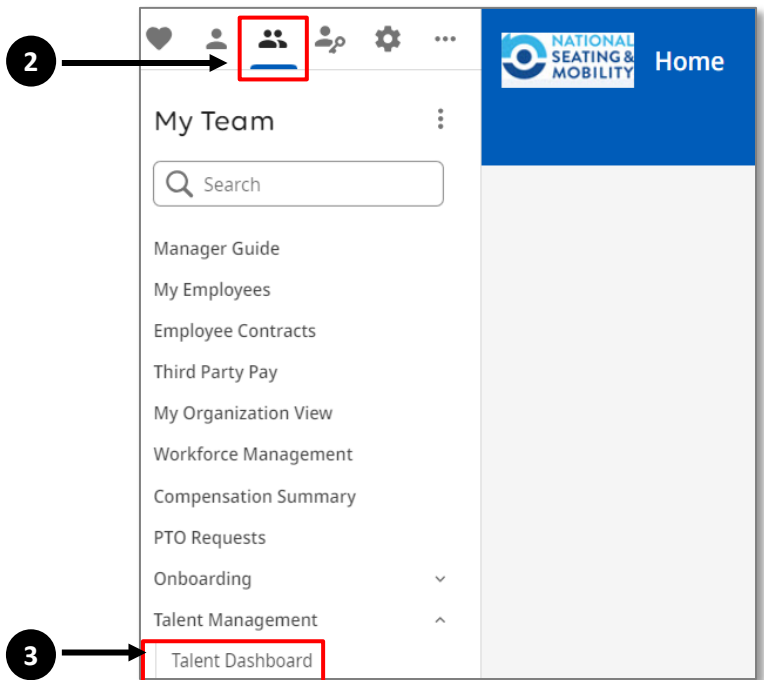 2
NATIONAL
SEATING &
MOBILITY
Home
My Team
Search
Manager Guide
My Employees
Employee Contracts
Third Party Pay
My Organization View
Workforce Management
Compensation Summary
PTO Requests
Onboarding
Talent Management
3
Talent Dashboard